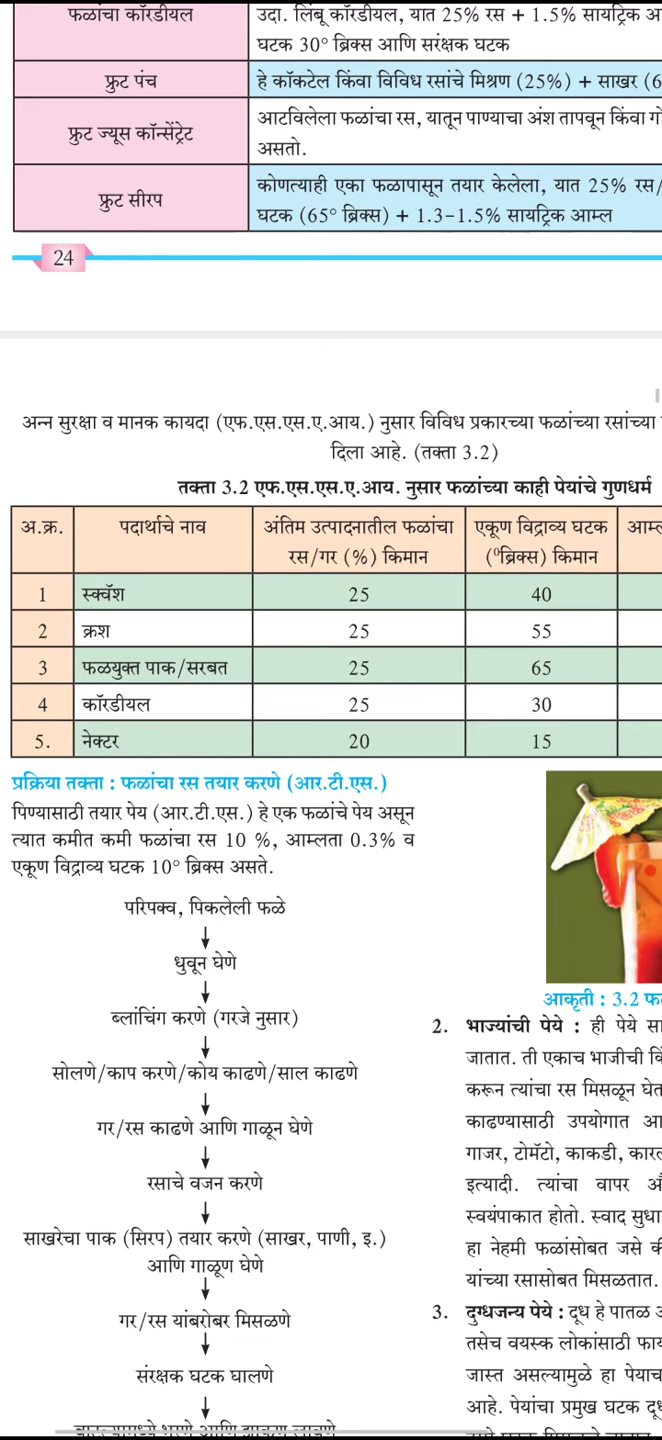 फळांचा कॉरडीयल
उदा. लिंबू कॉरडीयल, यात 25% रस + 1.5% सायट्रिक
घटक 30° ब्रिक्स आणि संरक्षक घटक
फ्रुट पंच
हे कॉकटेल किंवा विविध रसांचे मिश्रण (25%) + साखर (6
फ्रुट ज्यूस कॉन्सेंट्रेट
आटविलेला फळांचा रस, यातून पाण्याचा अंश तापवून किंवा
असतो.
फ्रुट सीरप
कोणत्याही एका फळापासून तयार केलेला, यात 25% रस/
घटक (65° ब्रिक्स) + 1.3-1.5% सायट्रिक आम्ल
24
अन्न सुरक्षा व मानक कायदा (एफ.एस.एस.ए.आय.) नुसार विविध प्रकारच्या फळांच्या रसांच्या
दिला आहे. (तक्ता 3.2)
तक्ता 3.2 एफ.एस.एस.ए.आय. नुसार फळांच्या काही पेयांचे गुणधर्म
अ.क्र. पदार्थाचे नाव अंतिम उत्पादनातील फळांचा एकूण विद्राव्य घटक
रस/गर (%) किमान (⁰ब्रिक्स) किमान
1 स्क्वॅश 25 40
2 क्रश 25 55
3 फळयुक्त पाक/सरबत 25 65
4 कॉरडीयल 25 30
5. नेक्टर 20 15
प्रक्रिया तक्ता : फळांचा रस तयार करणे (आर.टी.एस.)
पिण्यासाठी तयार पेय (आर.टी.एस.) हे एक फळांचे पेय असून
त्यात कमीत कमी फळांचा रस 10 %, आम्लता 0.3% व
एकूण विद्राव्य घटक 10° ब्रिक्स असते.
परिपक्व, पिकलेली फळे
धुवून घेणे
ब्लांचिंग करणे (गरजे नुसार)
सोलणे/काप करणे/कोय काढणे/साल काढणे
गर/रस काढणे आणि गाळून घेणे
रसाचे वजन करणे
साखरेचा पाक (सिरप) तयार करणे (साखर, पाणी, इ.)
आणि गाळूण घेणे
गर/रस यांबरोबर मिसळणे
संरक्षक घटक घालणे
आकृती : 3.2
2. भाज्यांची पेये : ही पेये
जातात. ती एकाच भाजीची
करून त्यांचा रस मिसळून
काढण्यासाठी उपयोगात
गाजर, टोमॅटो, काकडी,
इत्यादी. त्यांचा वापर
स्वयंपाकात होतो. स्वाद
हा नेहमी फळांसोबत जसे
यांच्या रसासोबत मिसळतात.
3. दुग्धजन्य पेये : दूध हे पातळ
तसेच वयस्क लोकांसाठी
जास्त असल्यामुळे हा
आहे. पेयांचा प्रमुख घटक